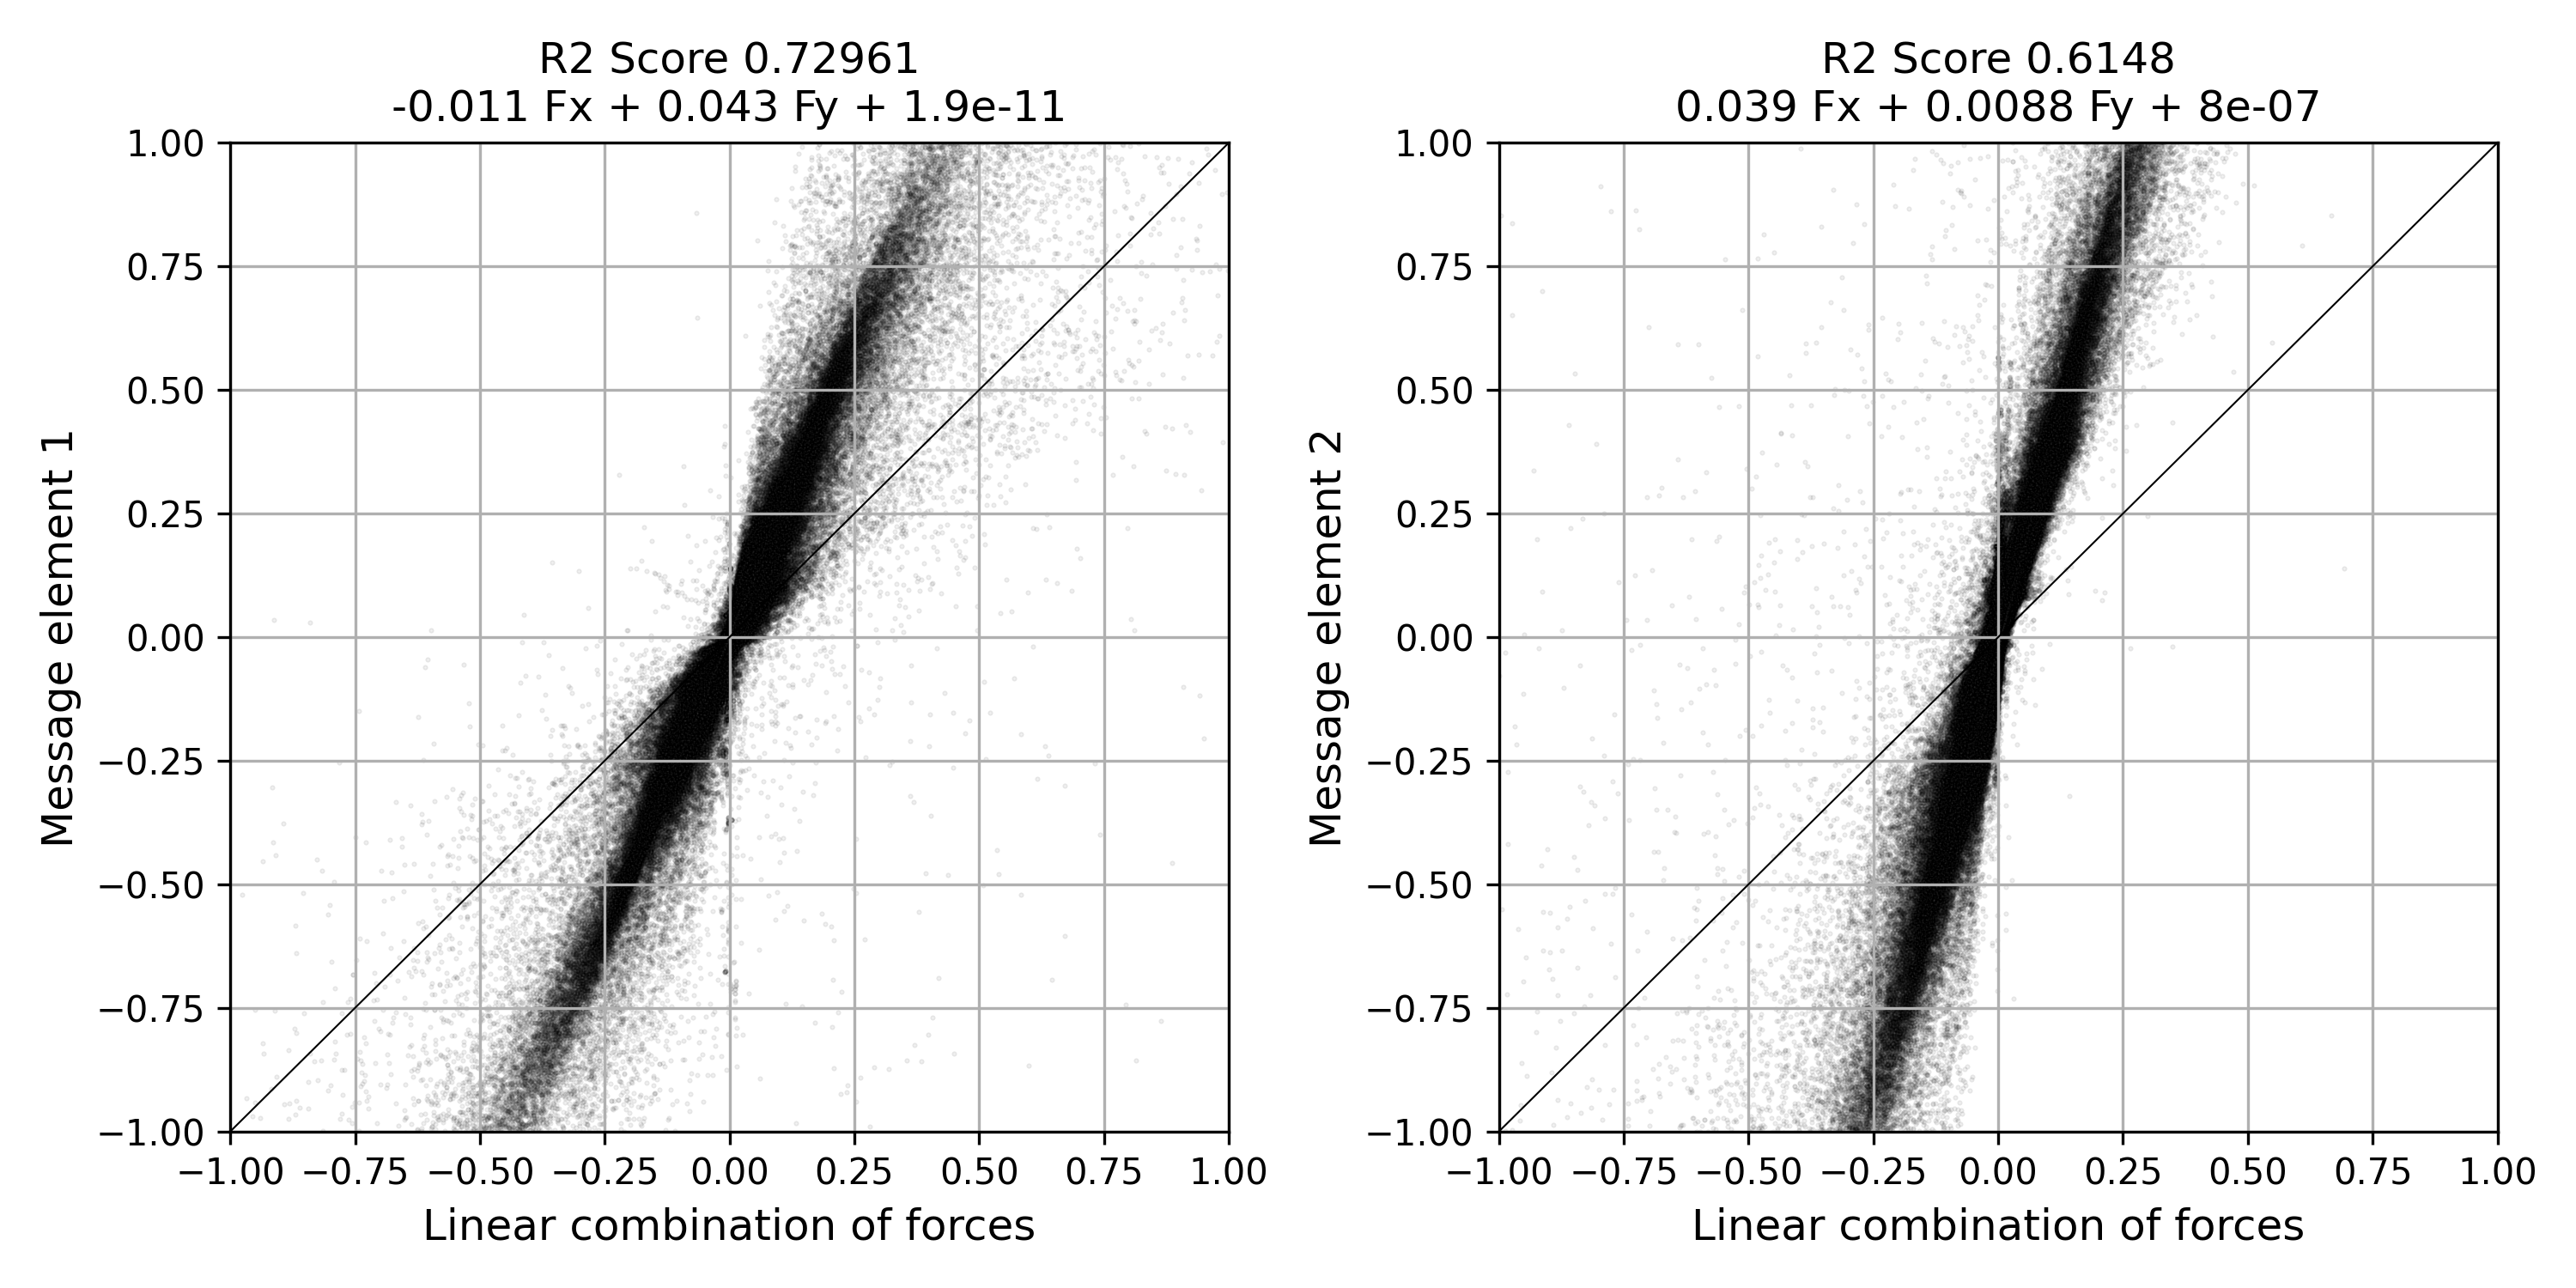 R2 Score 0.72961
-0.011 Fx + 0.043 Fy + 1.9e-11
1.00
0.75
0.50
0.25
0.00
−0.25
−0.50
−0.75
−1.00
Message element 1
−1.00 −0.75 −0.50 −0.25 0.00 0.25 0.50 0.75 1.00
Linear combination of forces
R2 Score 0.6148
0.039 Fx + 0.0088 Fy + 8e-07
1.00
0.75
0.50
0.25
0.00
−0.25
−0.50
−0.75
−1.00
Message element 2
−1.00 −0.75 −0.50 −0.25 0.00 0.25 0.50 0.75 1.00
Linear combination of forces